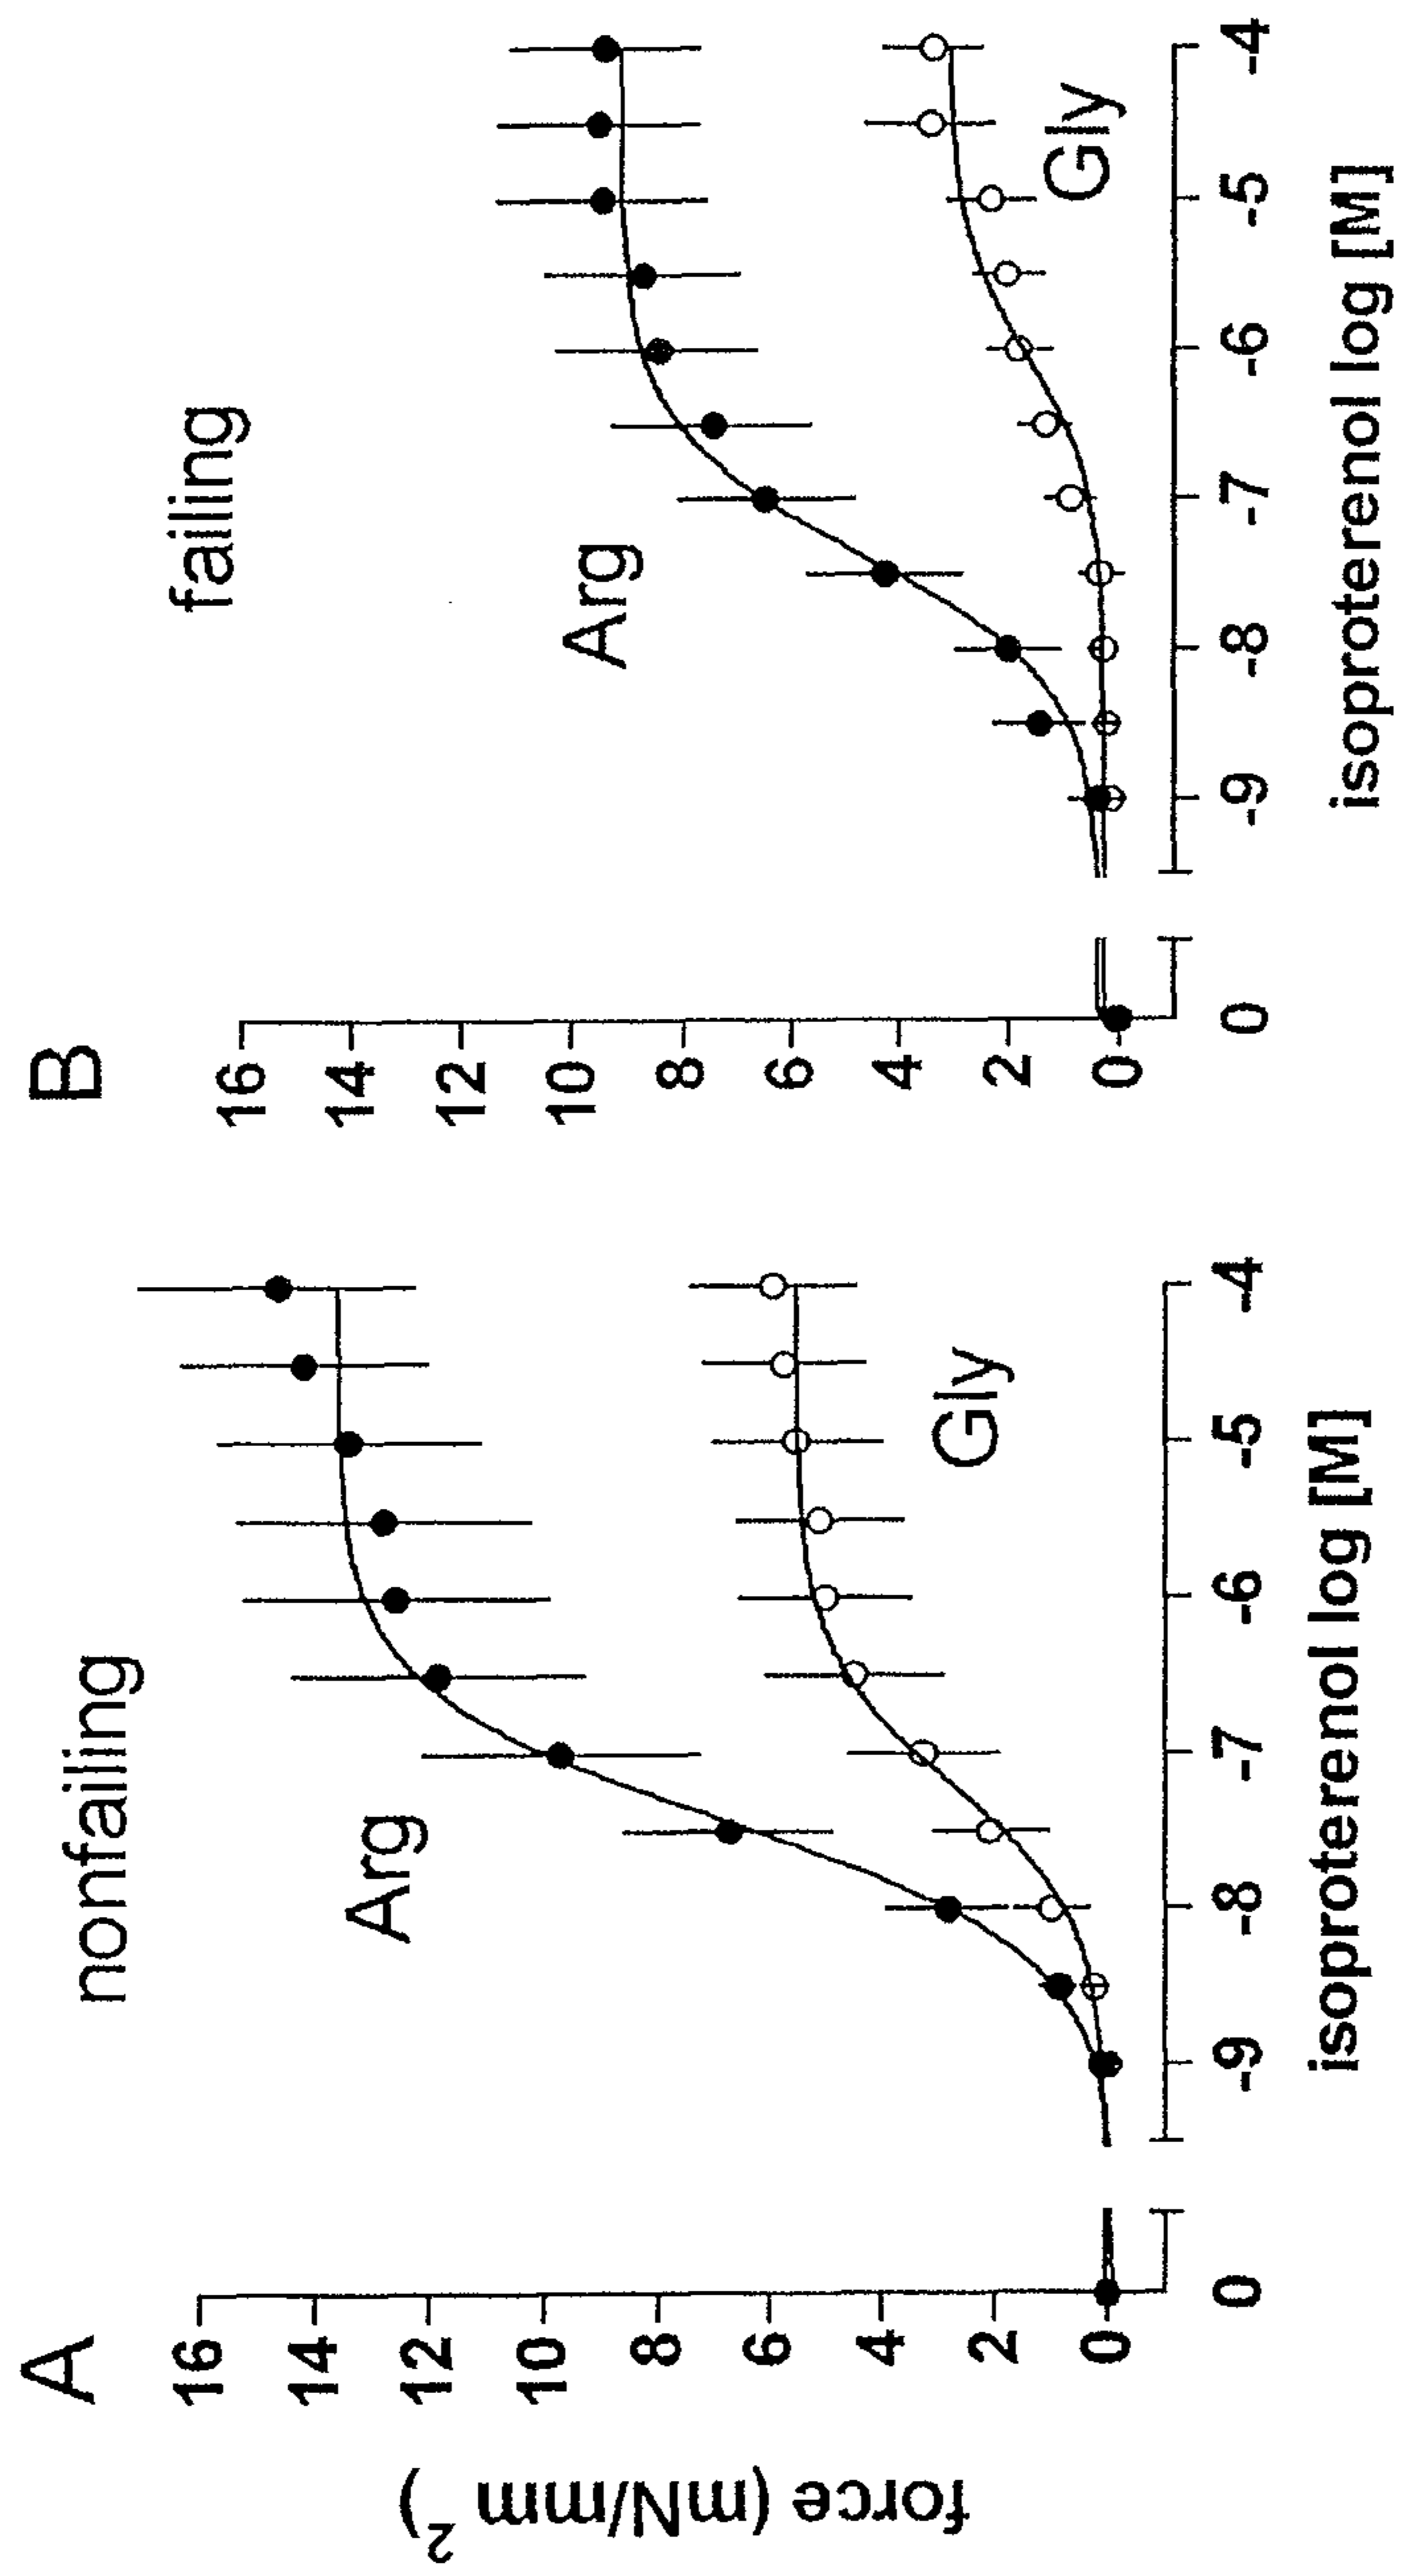 A
nonfailing
Arg
Gly
force (mN/mm 2)
16
14
12
10
8
6
4
2
0
0
-9
-8
-7
-6
-5
-4
isoproterenol log [M]
B
failing
Arg
Gly
16
14
12
10
8
6
4
2
0
0
-9
-8
-7
-6
-5
-4
isoproterenol log [M]